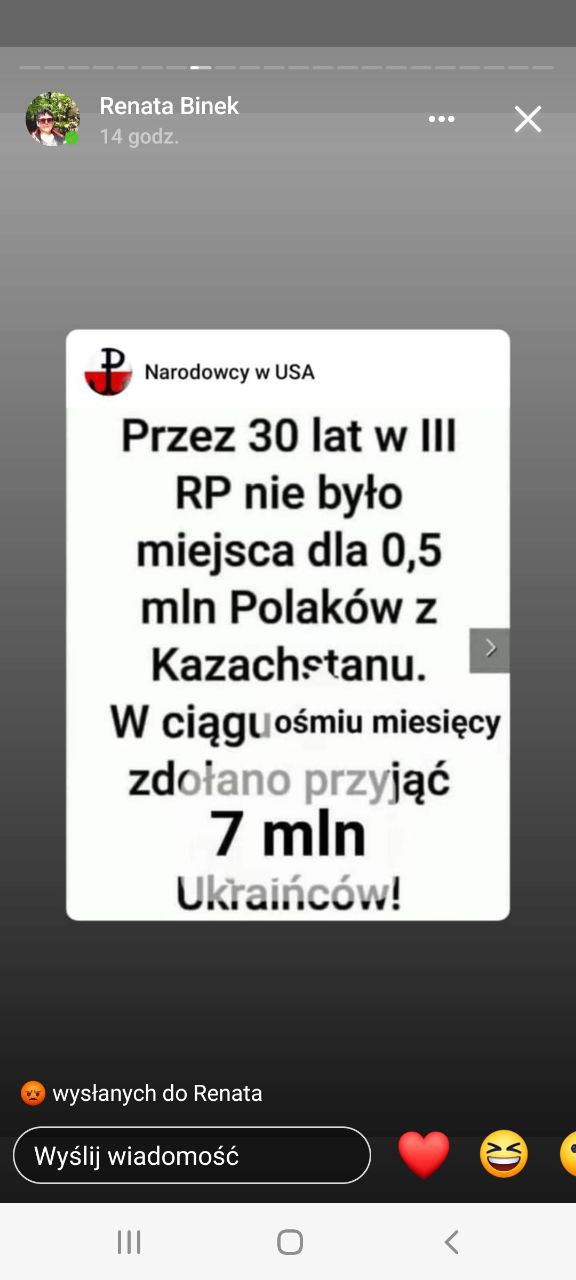 Renata Binek
14 godz.
Narodowcy w USA
Przez 30 lat w III
RP nie było
miejsca dla 0,5
mln Polaków z
Kazachstanu.
W ciągu ośmiu miesięcy
zdołano przyjąć
7 mln
Ukraińców!
wysłanych do Renata
Wyślij wiadomość